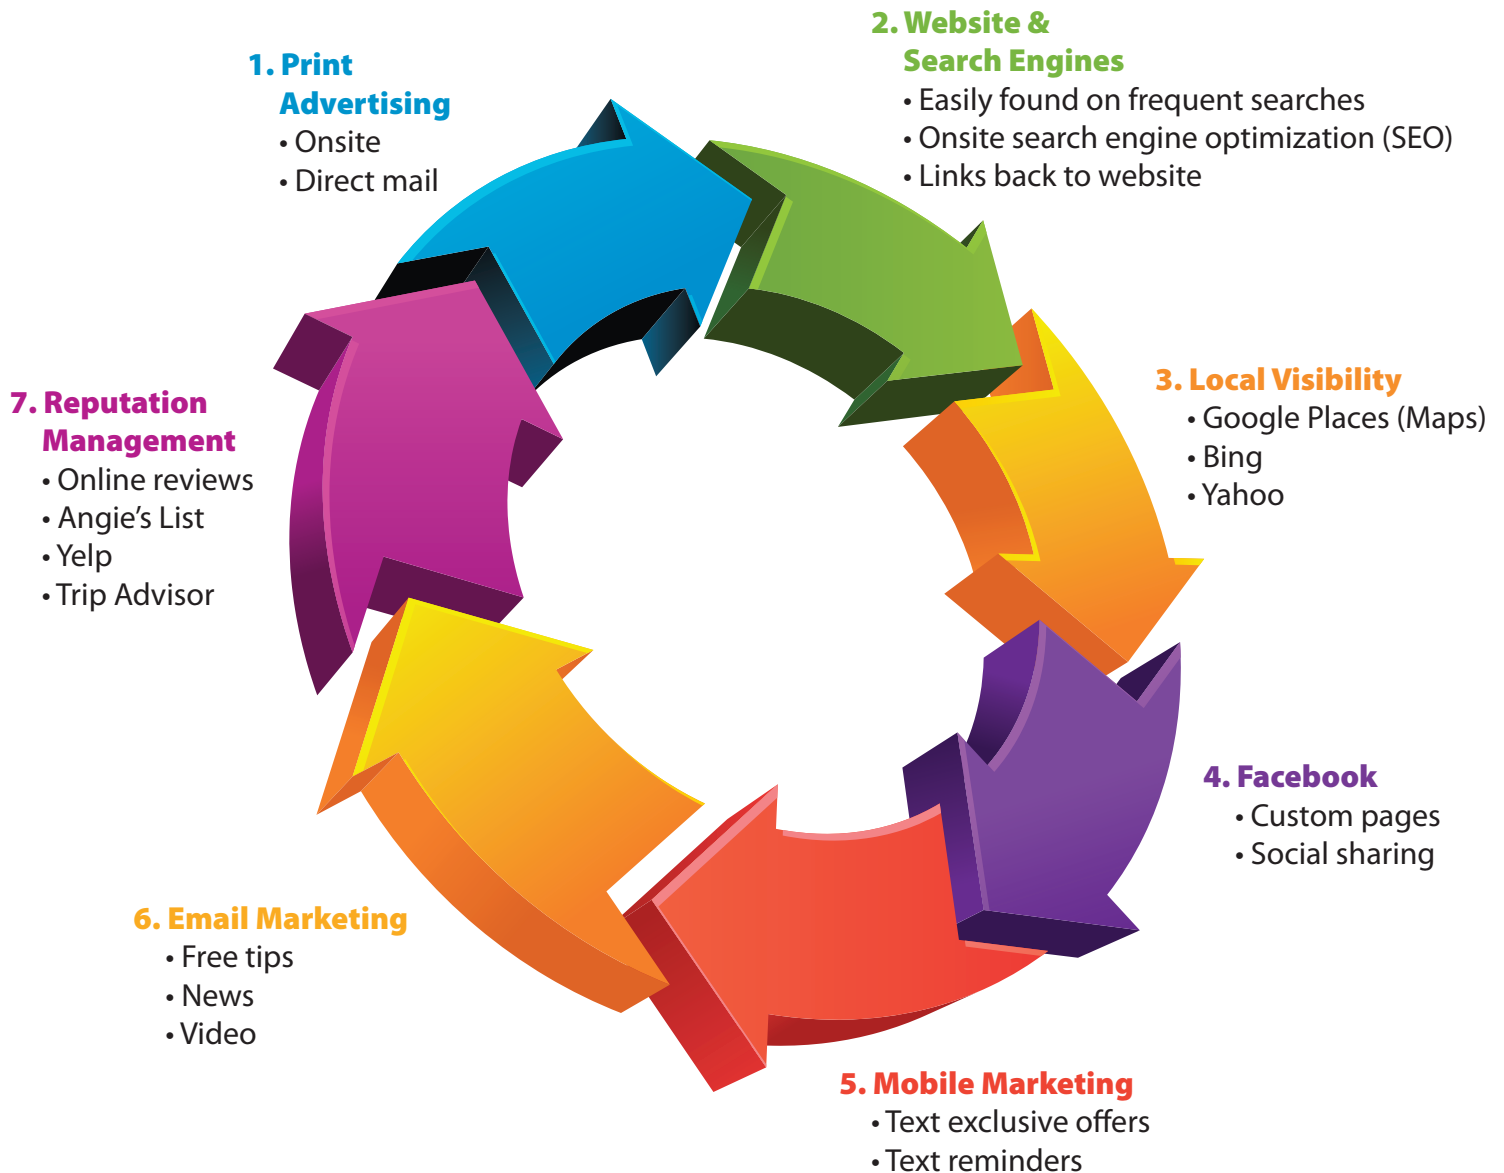 1. Print
Advertising
• Onsite
• Direct mail
2. Website &
Search Engines
• Easily found on frequent searches
• Onsite search engine optimization (SEO)
• Links back to website
3. Local Visibility
• Google Places (Maps)
• Bing
• Yahoo
4. Facebook
• Custom pages
• Social sharing
5. Mobile Marketing
• Text exclusive offers
• Text reminders
6. Email Marketing
• Free tips
• News
• Video
7. Reputation
Management
• Online reviews
• Angie’s List
• Yelp
• Trip Advisor